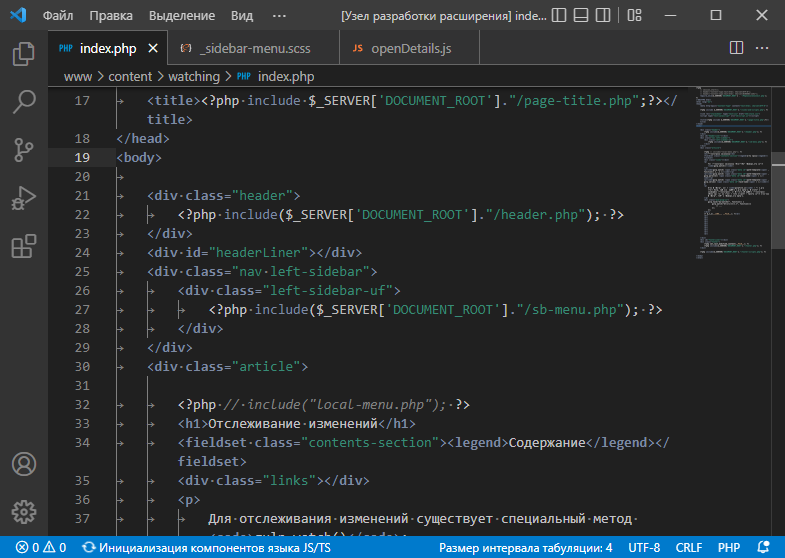 Файл Правка Выделение Вид ··· [Узел разработки расширения] inde...
PHP index.php × _sidebar-menu.scss JS openDetails.js ···
www > content > watching > PHP index.php
17 <title><?php include $_SERVER['DOCUMENT_ROOT']."/page-title.php";?></
title>
18 </head>
19 <body>
20
21 <div class="header">
22 <?php include($_SERVER['DOCUMENT_ROOT']."/header.php"); ?>
23 </div>
24 <div id="headerLiner"></div>
25 <div class="nav left-sidebar">
26 <div class="left-sidebar-uf">
27 <?php include($_SERVER['DOCUMENT_ROOT']."/sb-menu.php"); ?>
28 </div>
29 </div>
30 <div class="article">
31
32 <?php // include("local-menu.php"); ?>
33 <h1>Отслеживание изменений</h1>
34 <fieldset class="contents-section"><legend>Содержание</legend></
fieldset>
35 <div class="links"></div>
36 <p>
37 Для отслеживания изменений существует специальный метод
0 0 Инициализация компонентов языка JS/TS Размер интервала табуляции: 4 UTF-8 CRLF PHP